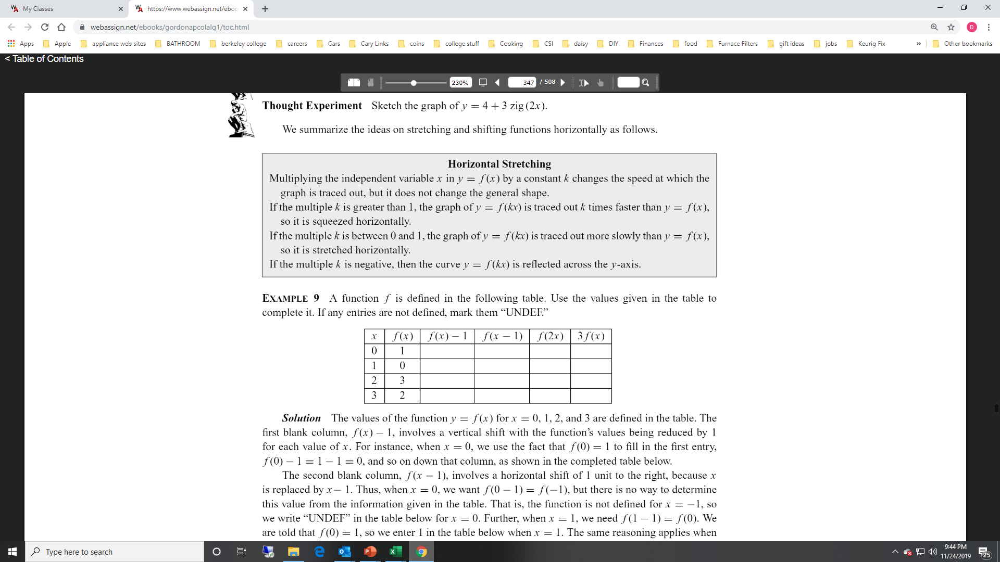 My Classes
https://www.webassign.net/eboo
webassign.net/ebooks/gordonapcolalg1/toc.html
D
Apps Apple appliance web sites BATHROOM berkeley college careers Cars Cary Links coins college stuff Cooking CSI daisy DIY Finances food Furnace Filters gift ideas jobs Keurig Fix » Other bookmarks
< Table of Contents
230% 347 / 508
Thought Experiment Sketch the graph of y = 4 + 3 zig (2x).
We summarize the ideas on stretching and shifting functions horizontally as follows.
Horizontal Stretching
Multiplying the independent variable x in y = f(x) by a constant k changes the speed at which the
graph is traced out, but it does not change the general shape.
If the multiple k is greater than 1, the graph of y = f(kx) is traced out k times faster than y = f(x),
so it is squeezed horizontally.
If the multiple k is between 0 and 1, the graph of y = f(kx) is traced out more slowly than y = f(x),
so it is stretched horizontally.
If the multiple k is negative, then the curve y = f(kx) is reflected across the y-axis.
EXAMPLE 9 A function f is defined in the following table. Use the values given in the table to
complete it. If any entries are not defined, mark them “UNDEF.”
x f(x) f(x) − 1 f(x − 1) f(2x) 3f(x)
0 1
1 0
2 3
3 2
Solution The values of the function y = f(x) for x = 0, 1, 2, and 3 are defined in the table. The
first blank column, f(x) − 1, involves a vertical shift with the function’s values being reduced by 1
for each value of x. For instance, when x = 0, we use the fact that f(0) = 1 to fill in the first entry,
f(0) − 1 = 1 − 1 = 0, and so on down that column, as shown in the completed table below.
The second blank column, f(x − 1), involves a horizontal shift of 1 unit to the right, because x
is replaced by x− 1. Thus, when x = 0, we want f(0 − 1) = f(−1), but there is no way to determine
this value from the information given in the table. That is, the function is not defined for x = −1, so
we write “UNDEF” in the table below for x = 0. Further, when x = 1, we need f(1 − 1) = f(0). We
are told that f(0) = 1, so we enter 1 in the table below when x = 1. The same reasoning applies when
Type here to search
9:44 PM
11/24/2019
25